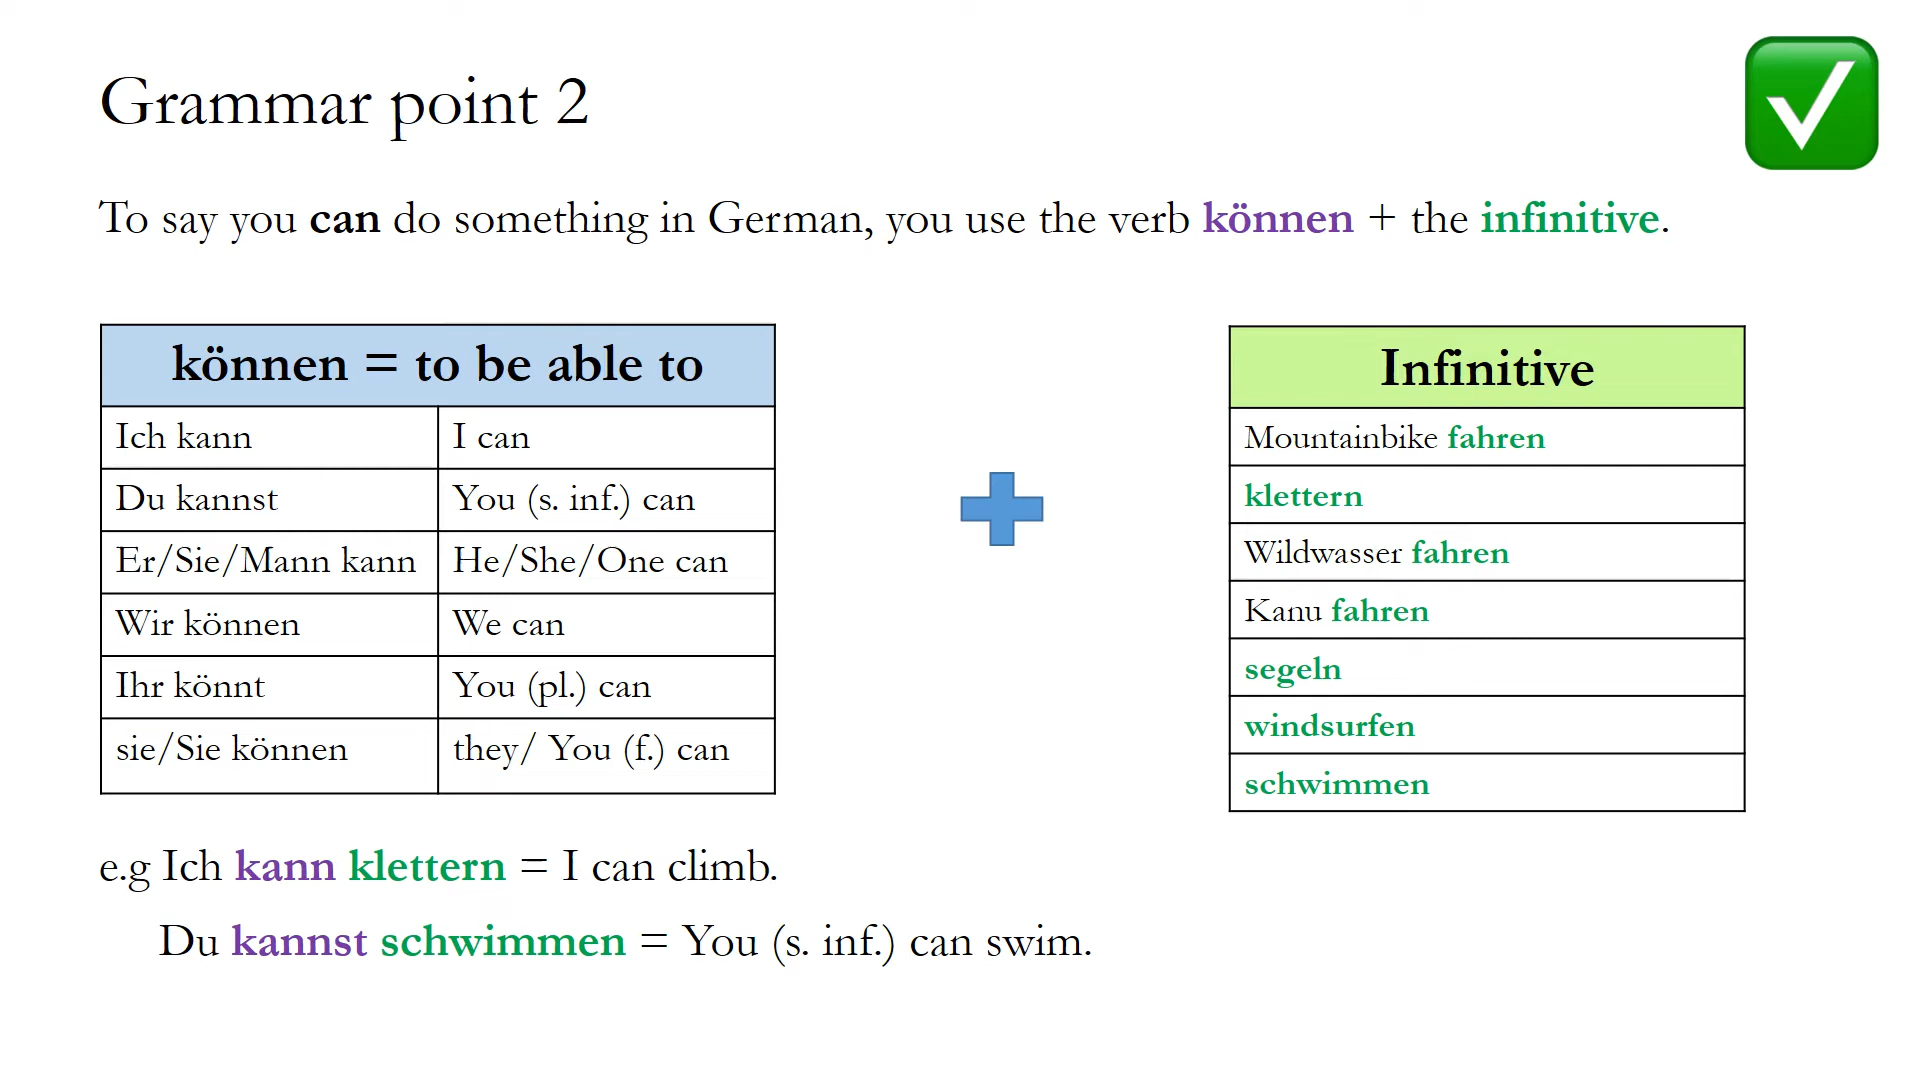 Grammar point 2
To say you can do something in German, you use the verb können + the infinitive.
können = to be able to
Ich kann I can
Du kannst You (s. inf.) can
Er/Sie/Mann kann He/She/One can
Wir können We can
Ihr könnt You (pl.) can
sie/Sie können they/ You (f.) can
Infinitive
Mountainbike fahren
klettern
Wildwasser fahren
Kanu fahren
segeln
windsurfen
schwimmen
e.g Ich kann klettern = I can climb.
Du kannst schwimmen = You (s. inf.) can swim.